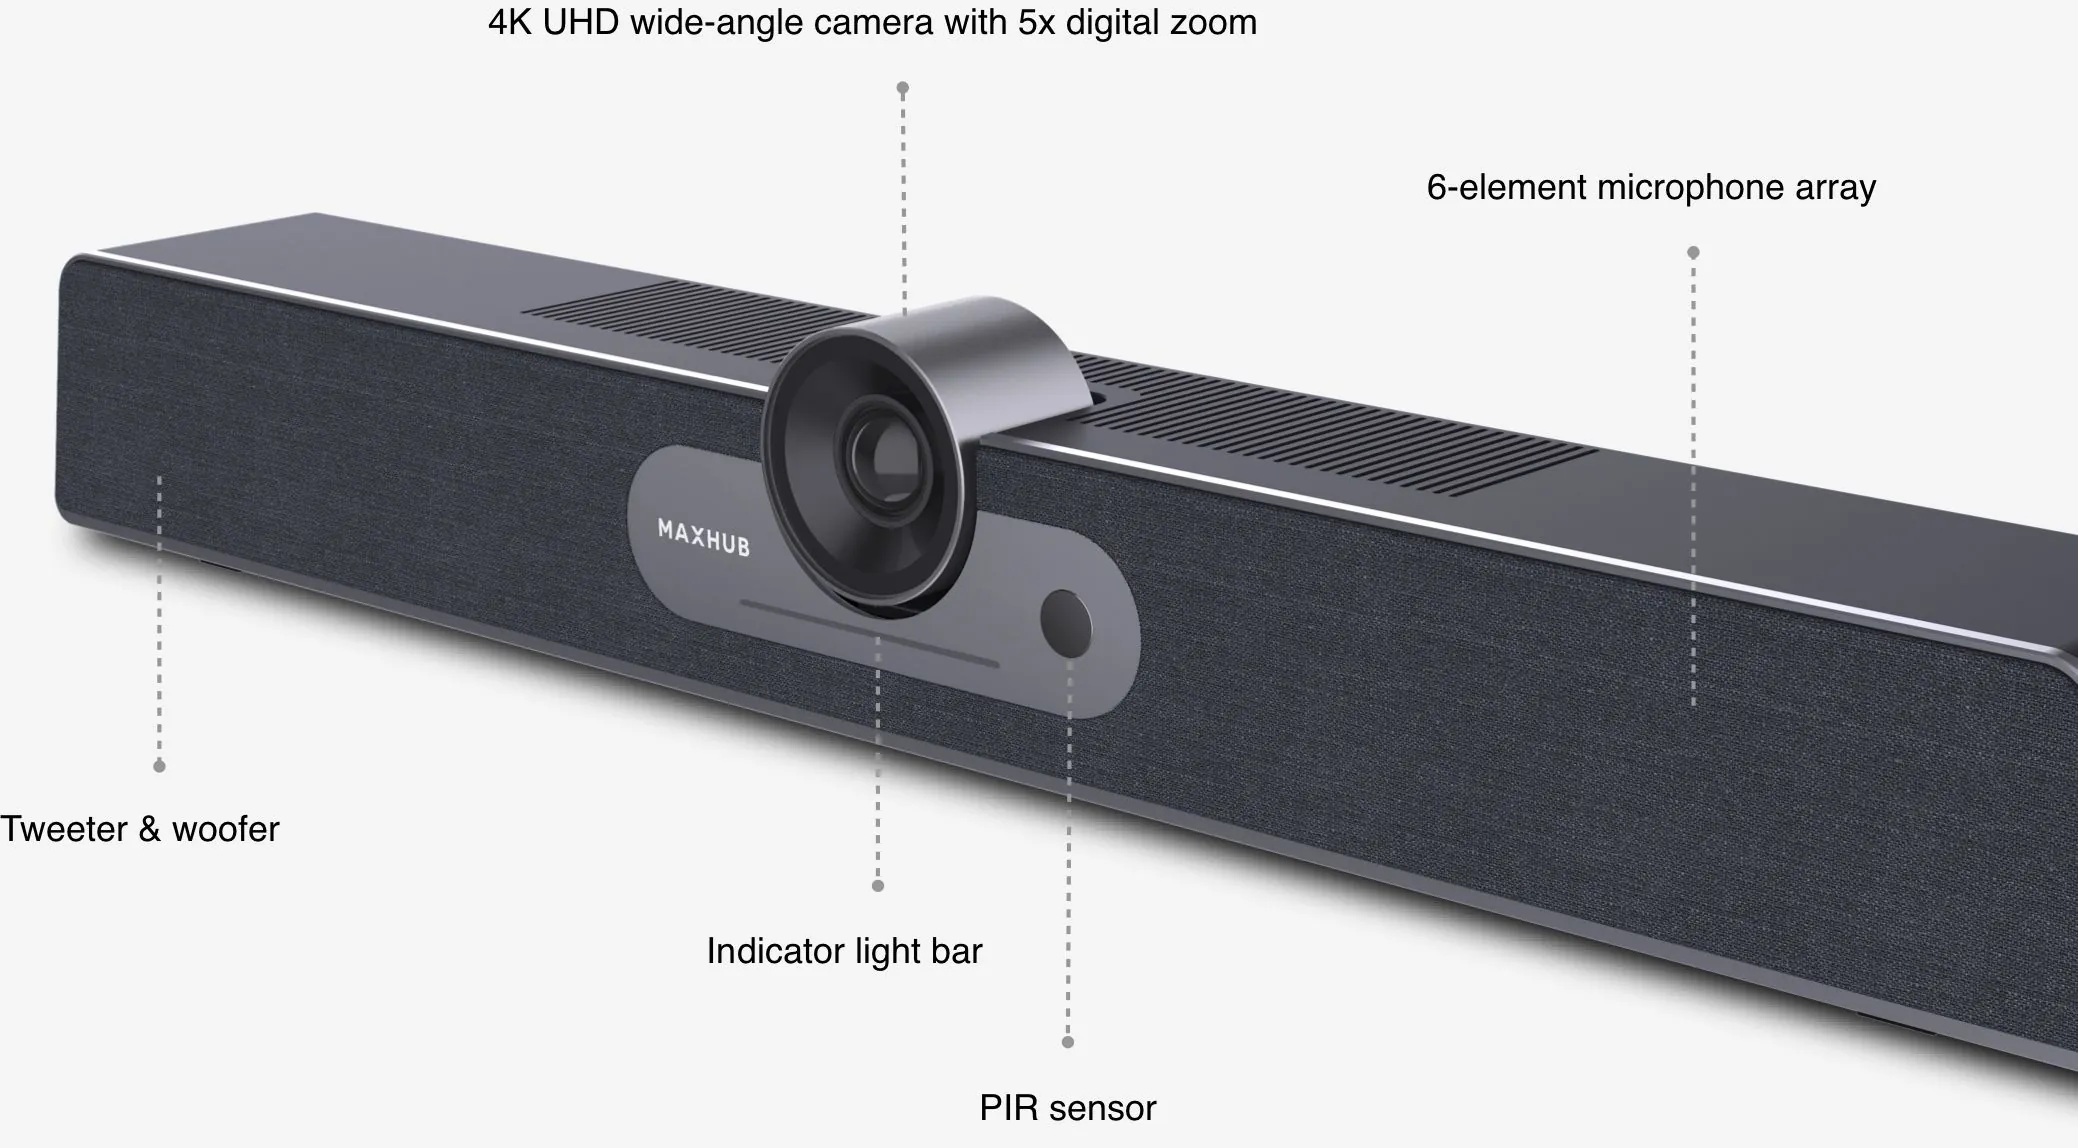 4K UHD wide-angle camera with 5x digital zoom
6-element microphone array
MAXHUB
Tweeter & woofer
Indicator light bar
PIR sensor